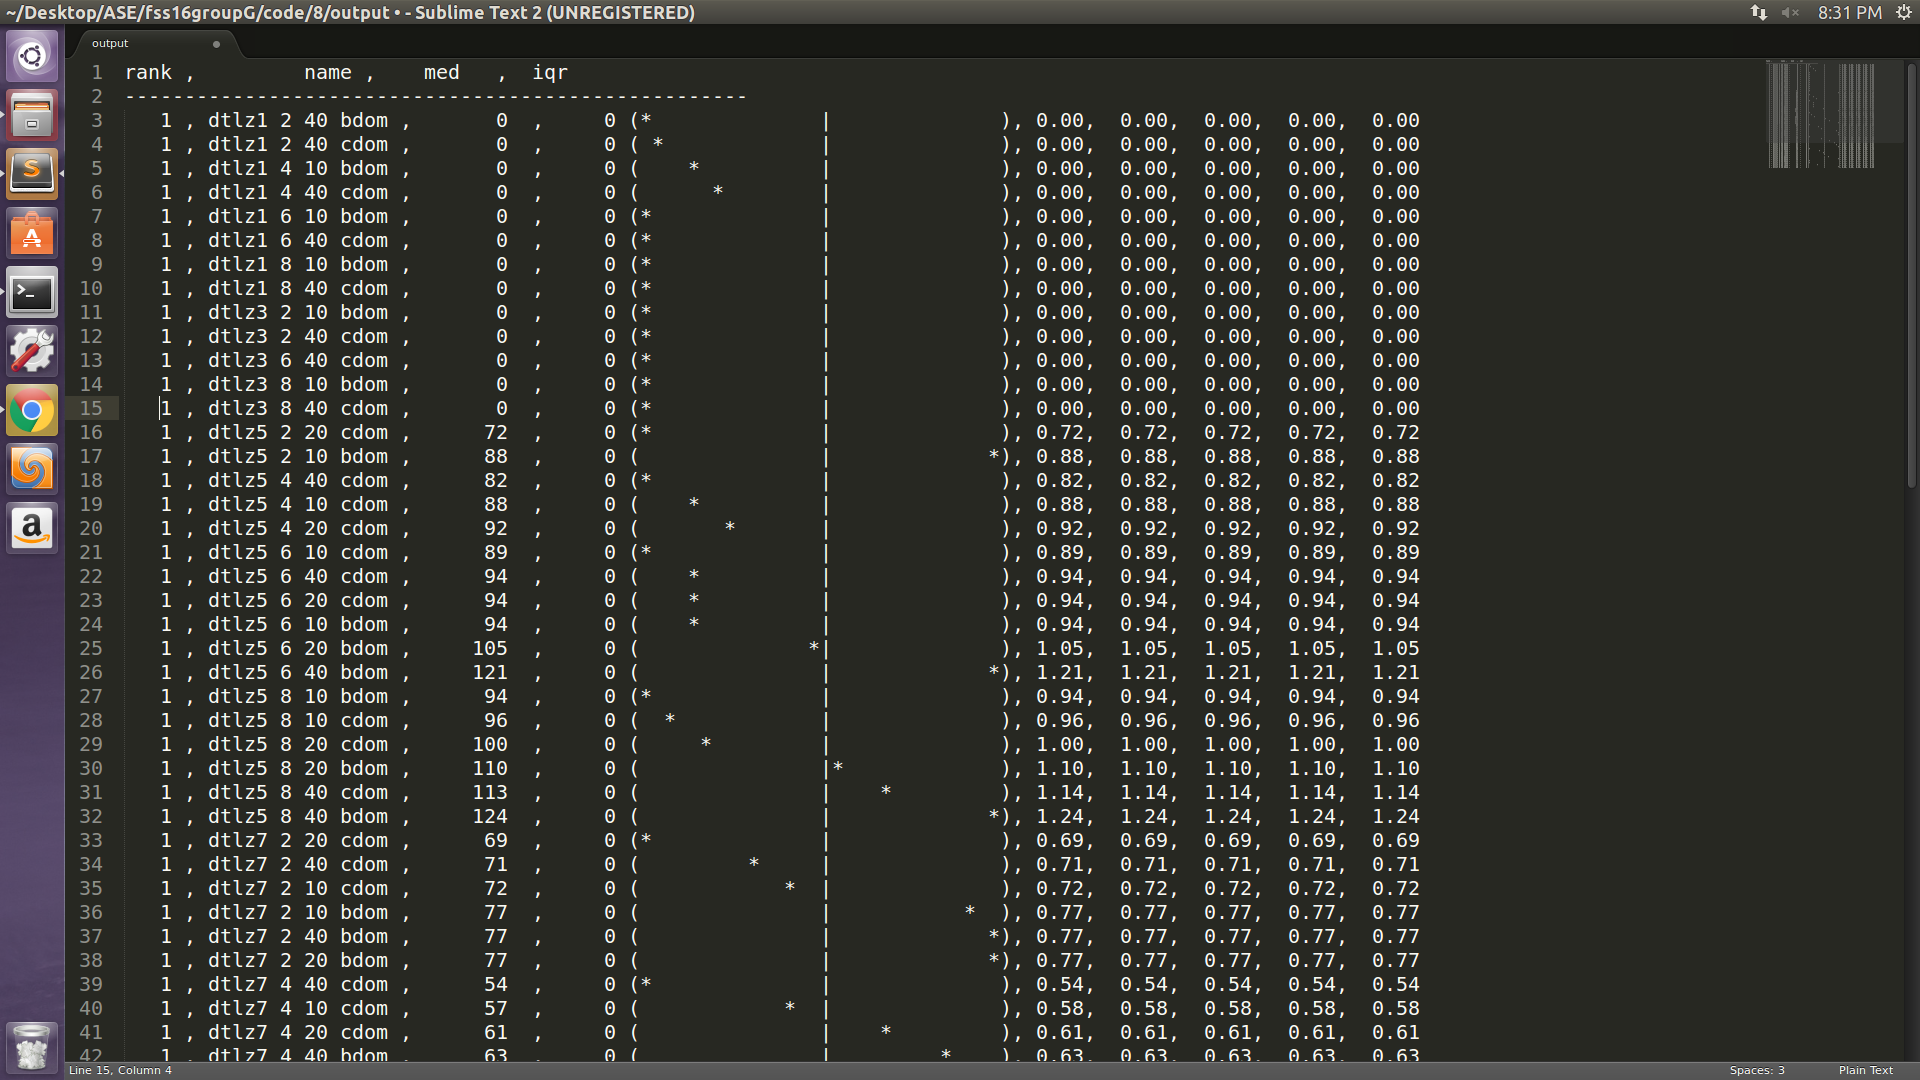 ~/Desktop/ASE/fss16groupG/code/8/output • - Sublime Text 2 (UNREGISTERED) 8:31 PM
output
1 rank , name , med , iqr
2 ----------------------------------------------------
3 1 , dtlz1 2 40 bdom , 0 , 0 (* | ), 0.00, 0.00, 0.00, 0.00, 0.00
4 1 , dtlz1 2 40 cdom , 0 , 0 ( * | ), 0.00, 0.00, 0.00, 0.00, 0.00
5 1 , dtlz1 4 10 bdom , 0 , 0 ( * | ), 0.00, 0.00, 0.00, 0.00, 0.00
6 1 , dtlz1 4 40 cdom , 0 , 0 ( * | ), 0.00, 0.00, 0.00, 0.00, 0.00
7 1 , dtlz1 6 10 bdom , 0 , 0 (* | ), 0.00, 0.00, 0.00, 0.00, 0.00
8 1 , dtlz1 6 40 cdom , 0 , 0 (* | ), 0.00, 0.00, 0.00, 0.00, 0.00
9 1 , dtlz1 8 10 bdom , 0 , 0 (* | ), 0.00, 0.00, 0.00, 0.00, 0.00
10 1 , dtlz1 8 40 cdom , 0 , 0 (* | ), 0.00, 0.00, 0.00, 0.00, 0.00
11 1 , dtlz3 2 10 bdom , 0 , 0 (* | ), 0.00, 0.00, 0.00, 0.00, 0.00
12 1 , dtlz3 2 40 cdom , 0 , 0 (* | ), 0.00, 0.00, 0.00, 0.00, 0.00
13 1 , dtlz3 6 40 cdom , 0 , 0 (* | ), 0.00, 0.00, 0.00, 0.00, 0.00
14 1 , dtlz3 8 10 bdom , 0 , 0 (* | ), 0.00, 0.00, 0.00, 0.00, 0.00
15 1 , dtlz3 8 40 cdom , 0 , 0 (* | ), 0.00, 0.00, 0.00, 0.00, 0.00
16 1 , dtlz5 2 20 cdom , 72 , 0 (* | ), 0.72, 0.72, 0.72, 0.72, 0.72
17 1 , dtlz5 2 10 bdom , 88 , 0 ( | *), 0.88, 0.88, 0.88, 0.88, 0.88
18 1 , dtlz5 4 40 cdom , 82 , 0 (* | ), 0.82, 0.82, 0.82, 0.82, 0.82
19 1 , dtlz5 4 10 cdom , 88 , 0 ( * | ), 0.88, 0.88, 0.88, 0.88, 0.88
20 1 , dtlz5 4 20 cdom , 92 , 0 ( * | ), 0.92, 0.92, 0.92, 0.92, 0.92
21 1 , dtlz5 6 10 cdom , 89 , 0 (* | ), 0.89, 0.89, 0.89, 0.89, 0.89
22 1 , dtlz5 6 40 cdom , 94 , 0 ( * | ), 0.94, 0.94, 0.94, 0.94, 0.94
23 1 , dtlz5 6 20 cdom , 94 , 0 ( * | ), 0.94, 0.94, 0.94, 0.94, 0.94
24 1 , dtlz5 6 10 bdom , 94 , 0 ( * | ), 0.94, 0.94, 0.94, 0.94, 0.94
25 1 , dtlz5 6 20 bdom , 105 , 0 ( *| ), 1.05, 1.05, 1.05, 1.05, 1.05
26 1 , dtlz5 6 40 bdom , 121 , 0 ( | *), 1.21, 1.21, 1.21, 1.21, 1.21
27 1 , dtlz5 8 10 bdom , 94 , 0 (* | ), 0.94, 0.94, 0.94, 0.94, 0.94
28 1 , dtlz5 8 10 cdom , 96 , 0 ( * | ), 0.96, 0.96, 0.96, 0.96, 0.96
29 1 , dtlz5 8 20 cdom , 100 , 0 ( * | ), 1.00, 1.00, 1.00, 1.00, 1.00
30 1 , dtlz5 8 20 bdom , 110 , 0 ( |* ), 1.10, 1.10, 1.10, 1.10, 1.10
31 1 , dtlz5 8 40 cdom , 113 , 0 ( | * ), 1.14, 1.14, 1.14, 1.14, 1.14
32 1 , dtlz5 8 40 bdom , 124 , 0 ( | *), 1.24, 1.24, 1.24, 1.24, 1.24
33 1 , dtlz7 2 20 cdom , 69 , 0 (* | ), 0.69, 0.69, 0.69, 0.69, 0.69
34 1 , dtlz7 2 40 cdom , 71 , 0 ( * | ), 0.71, 0.71, 0.71, 0.71, 0.71
35 1 , dtlz7 2 10 cdom , 72 , 0 ( * | ), 0.72, 0.72, 0.72, 0.72, 0.72
36 1 , dtlz7 2 10 bdom , 77 , 0 ( | * ), 0.77, 0.77, 0.77, 0.77, 0.77
37 1 , dtlz7 2 40 bdom , 77 , 0 ( | *), 0.77, 0.77, 0.77, 0.77, 0.77
38 1 , dtlz7 2 20 bdom , 77 , 0 ( | *), 0.77, 0.77, 0.77, 0.77, 0.77
39 1 , dtlz7 4 40 cdom , 54 , 0 (* | ), 0.54, 0.54, 0.54, 0.54, 0.54
40 1 , dtlz7 4 10 cdom , 57 , 0 ( * | ), 0.58, 0.58, 0.58, 0.58, 0.58
41 1 , dtlz7 4 20 cdom , 61 , 0 ( | * ), 0.61, 0.61, 0.61, 0.61, 0.61
42 1 , dtlz7 4 40 bdom , 63 , 0 ( | * ), 0.63, 0.63, 0.63, 0.63, 0.63
Line 15, Column 4 Spaces: 3 Plain Text